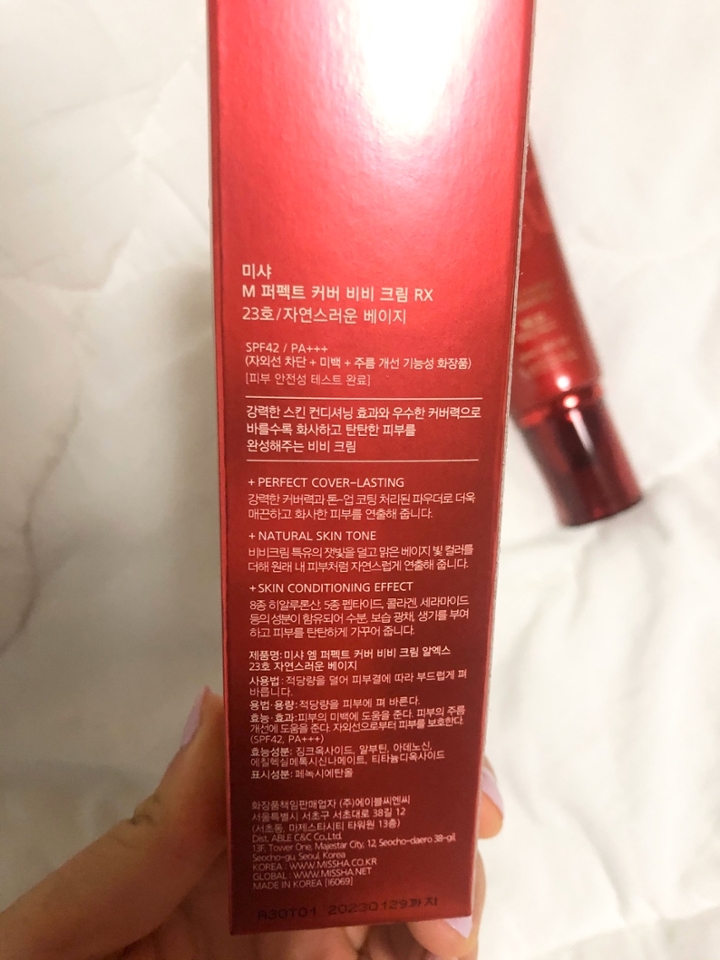 미샤
M 퍼펙트 커버 비비 크림 RX
23호/자연스러운 베이지
SPF42 / PA+++
(자외선 차단 + 미백 + 주름 개선 기능성 화장품)
[피부 안전성 테스트 완료]
강력한 스킨 컨디셔닝 효과와 우수한 커버력으로
바를수록 화사하고 탄탄한 피부를
완성해주는 비비 크림
+ PERFECT COVER-LASTING
강력한 커버력과 톤-업 코팅 처리된 파우더로 더욱
매끈하고 화사한 피부를 연출해 줍니다.
+ NATURAL SKIN TONE
비비크림 특유의 잿빛을 덜고 맑은 베이지 빛 컬러를
더해 원래 내 피부처럼 자연스럽게 연출해 줍니다.
+ SKIN CONDITIONING EFFECT
8종 히알루론산, 5종 펩타이드, 콜라겐, 세라마이드
등의 성분이 함유되어 수분, 보습 광채, 생기를 부여
하고 피부를 탄탄하게 가꾸어 줍니다.
제품명: 미샤 엠 퍼펙트 커버 비비 크림 알엑스
23호 자연스러운 베이지
사용법: 적당량을 덜어 피부결에 따라 부드럽게 펴
바릅니다.
용법·용량: 적당량을 피부에 펴 바른다.
효능·효과: 피부의 미백에 도움을 준다. 피부의 주름
개선에 도움을 준다. 자외선으로부터 피부를 보호한다.
(SPF42, PA+++)
효능성분: 징크옥사이드, 알부틴, 아데노신,
에칠헥실메톡시신나메이트, 티타늄디옥사이드
표시성분: 페녹시에탄올
화장품책임판매업자 (주)에이블씨엔씨
서울특별시 서초구 서초대로 38길 12
(서초동, 마제스타시티 타워원 13층)
Dist. ABLE C&C Co.,Ltd.
13F, Tower One, Majestar City, 12, Seocho-daero 38-gil,
Seocho-gu, Seoul, Korea
KOREA : WWW.MISSHA.CO.KR
GLOBAL : WWW.MISSHA.NET
MADE IN KOREA [16069]
A30T01 20230129까지